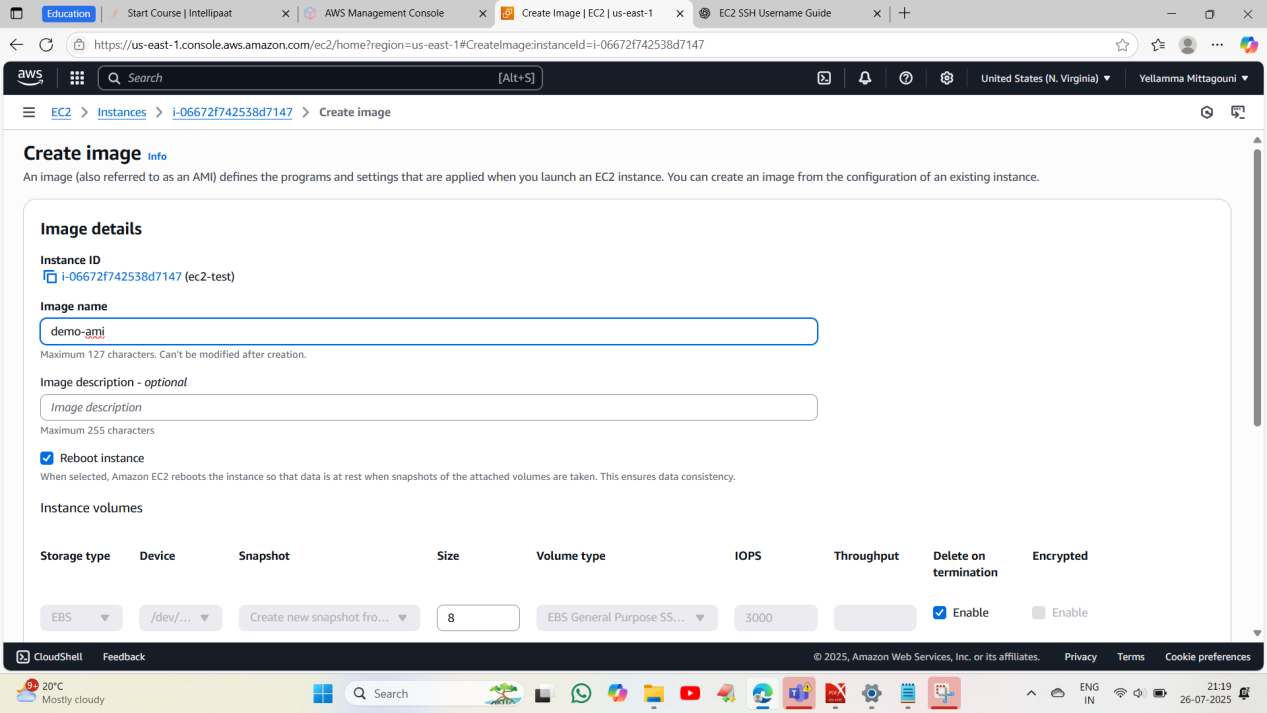 Education
Start Course | Intellipaat
AWS Management Console
Create Image | EC2 | us-east-1
EC2 SSH Username Guide
https://us-east-1.console.aws.amazon.com/ec2/home?region=us-east-1#CreateImage:instanceId=i-06672f742538d7147
aws
Search
[Alt+S]
United States (N. Virginia)
Yellamma Mittagouni
EC2
Instances
i-06672f742538d7147
Create image
Create image Info
An image (also referred to as an AMI) defines the programs and settings that are applied when you launch an EC2 instance. You can create an image from the configuration of an existing instance.
Image details
Instance ID
i-06672f742538d7147 (ec2-test)
Image name
demo-ami
Maximum 127 characters. Can't be modified after creation.
Image description - optional
Image description
Maximum 255 characters
Reboot instance
When selected, Amazon EC2 reboots the instance so that data is at rest when snapshots of the attached volumes are taken. This ensures data consistency.
Instance volumes
Storage type Device Snapshot Size Volume type IOPS Throughput Delete on termination Encrypted
EBS /dev/... Create new snapshot fro... 8 EBS General Purpose SS... 3000 Enable Enable
CloudShell Feedback © 2025, Amazon Web Services, Inc. or its affiliates. Privacy Terms Cookie preferences
9+
20°C
Mostly cloudy
Search
ENG
IN
21:19
26-07-2025